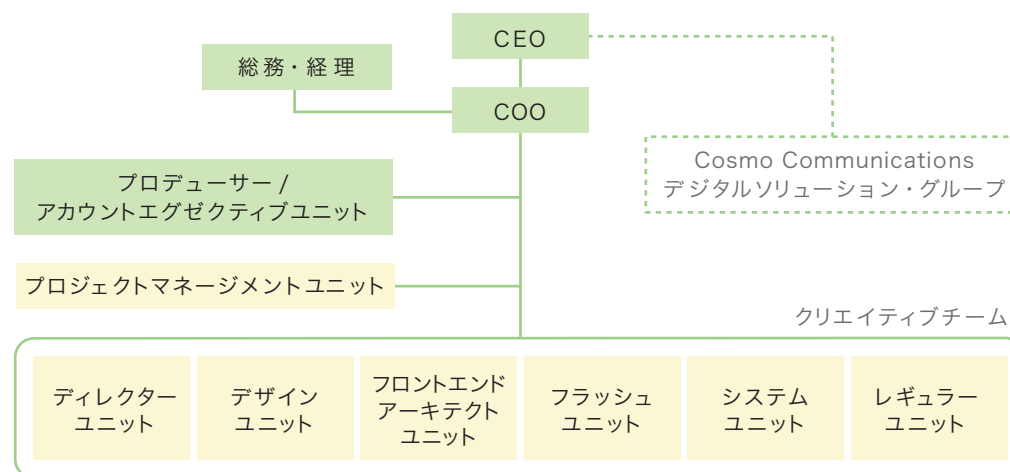 CEO
総務・経理
COO
Cosmo Communications
デジタルソリューション・グループ
プロデューサー /
アカウントエグゼクティブユニット
プロジェクトマネージメントユニット
クリエイティブチーム
ディレクター
ユニット
デザイン
ユニット
フロントエンド
アーキテクト
ユニット
フラッシュ
ユニット
システム
ユニット
レギュラー
ユニット